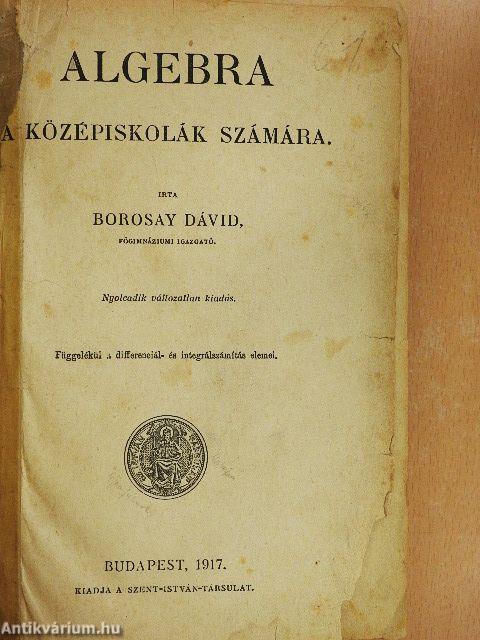 ALGEBRA
A KÖZÉPISKOLÁK SZÁMÁRA.
IRTA
BOROSAY DÁVID,
FŐGIMNÁZIUMI IGAZGATÓ.
Nyolcadik változatlan kiadás.
Függelékül a differenciál- és integrálszámítás elemei.
BUDAPEST, 1917.
KIADJA A SZENT-ISTVÁN-TÁRSULAT.
Antikvárium.hu